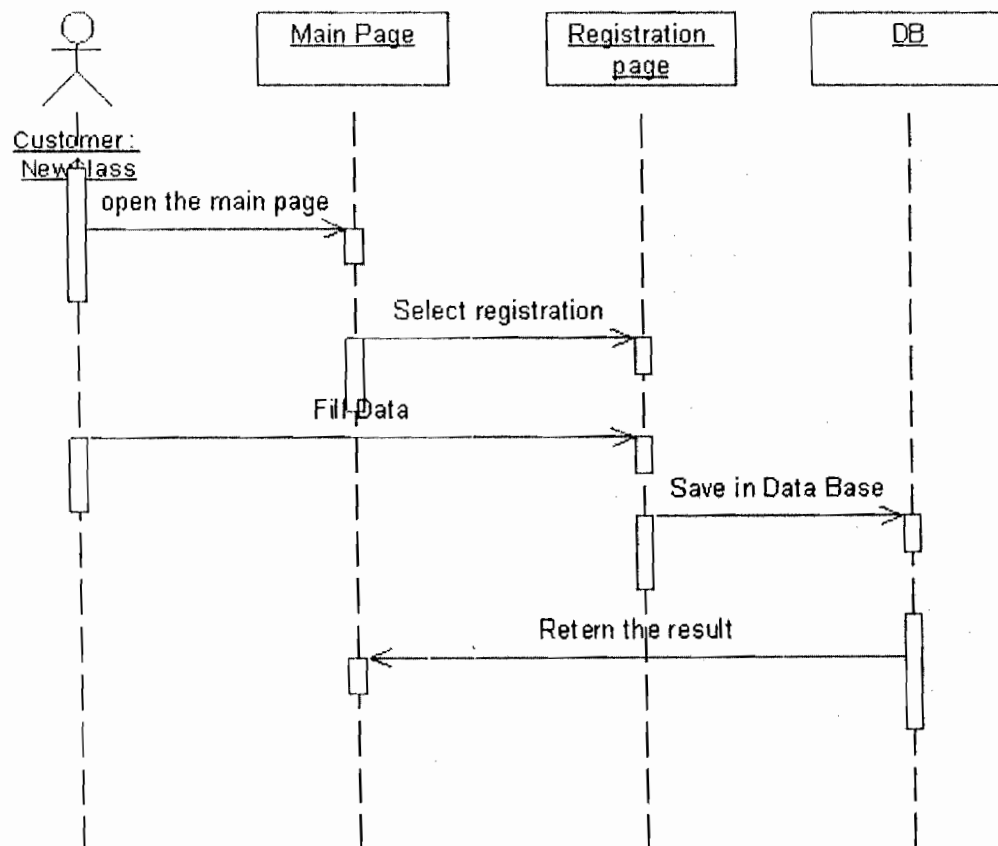 Main Page
Registration
page
DB
Customer:
NewClass
open the main page
Select registration
Fill Data
Save in Data Base
Retern the result